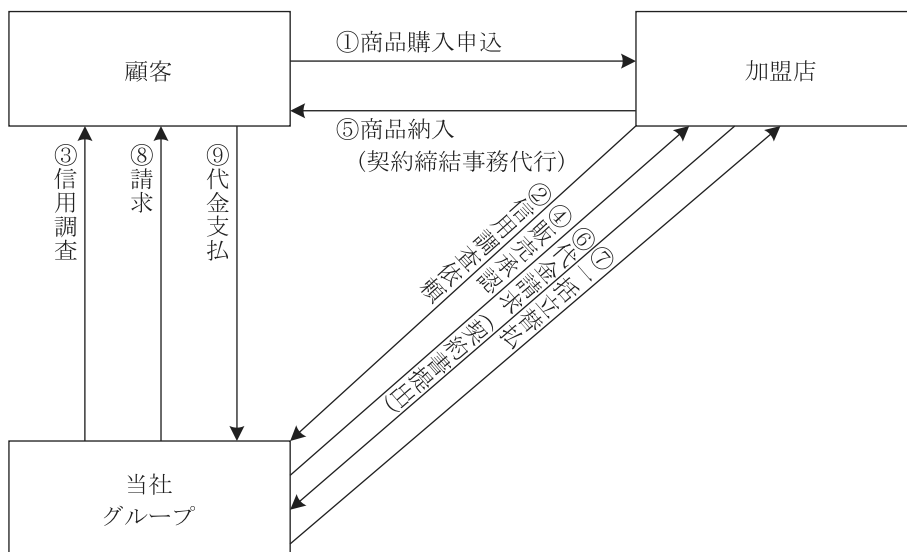 顧客
加盟店
①商品購入申込
⑤商品納入
(契約締結事務代行)
③信用調査
⑧請求
⑨代金支払
②信用調査依頼
④販売承認
⑥代金請求(契約書提出)
⑦一括立替払
当社
グループ